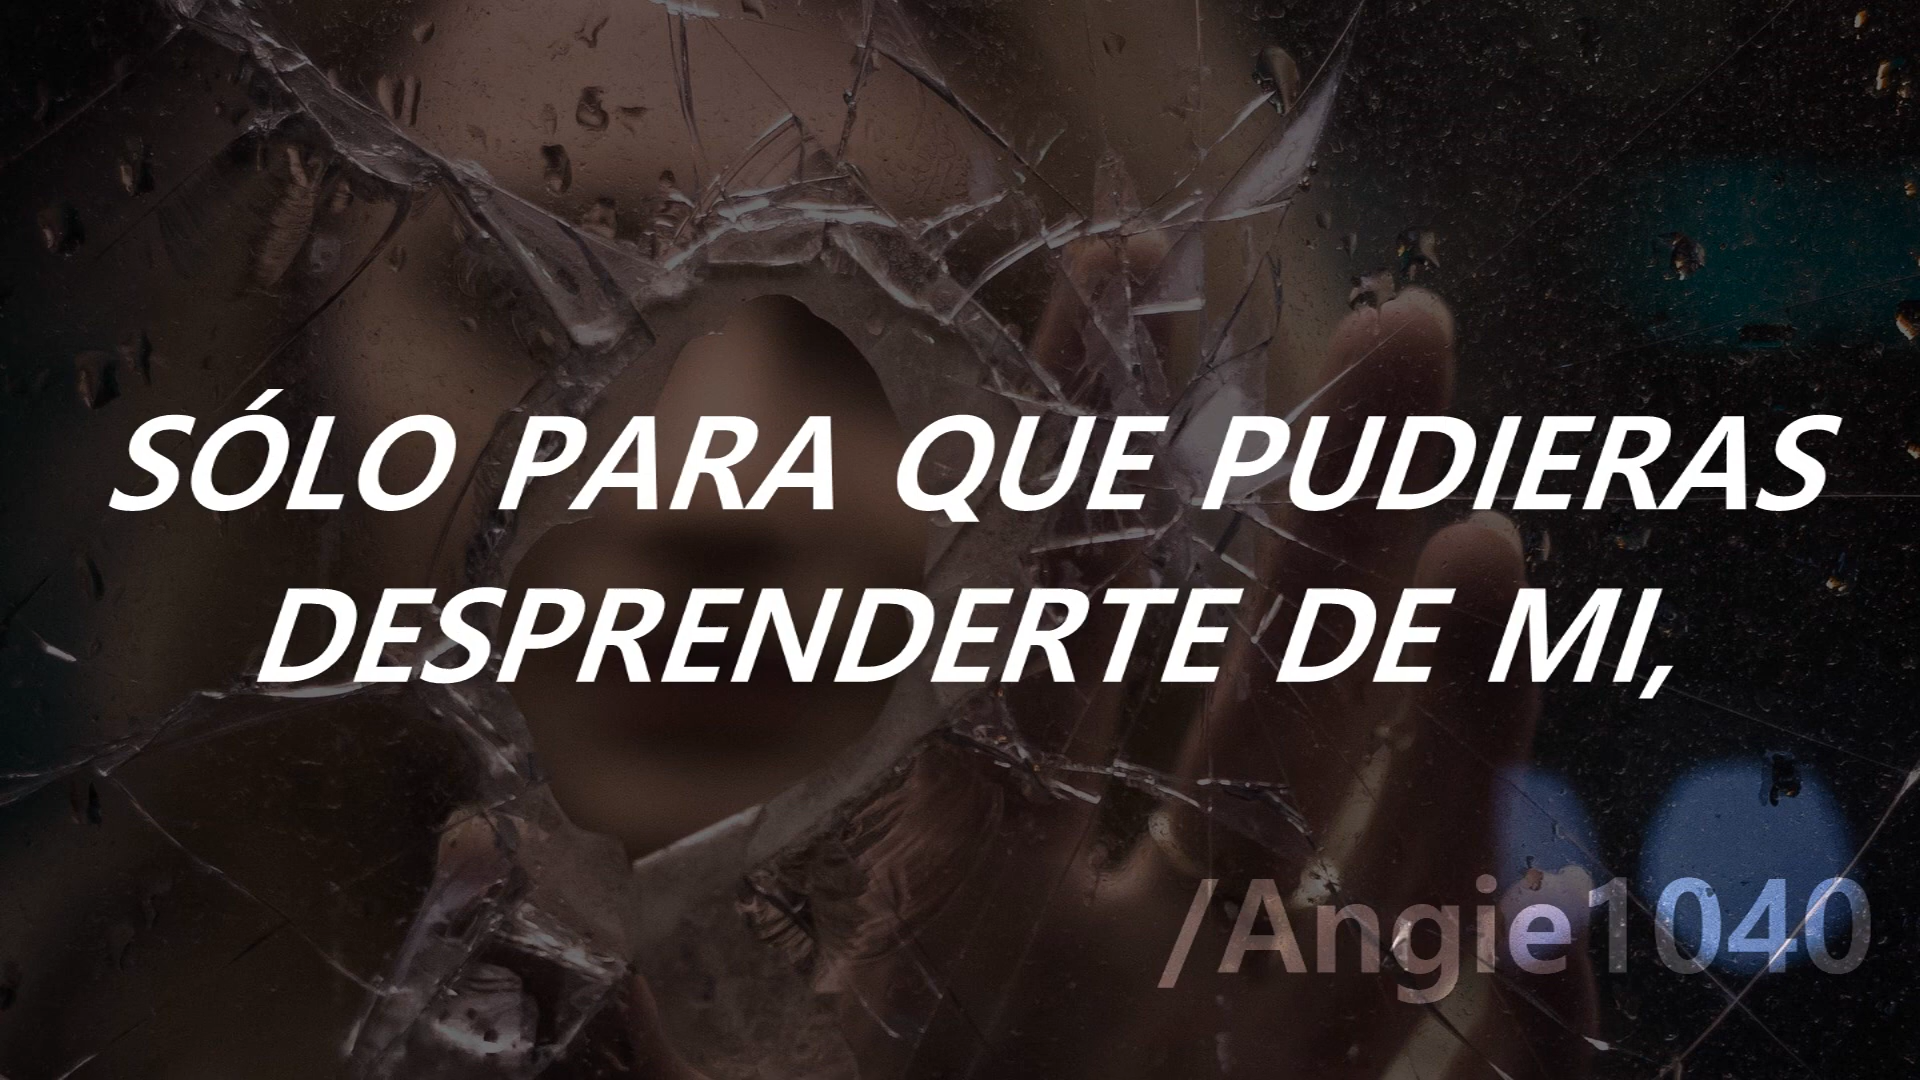 SÓLO PARA QUE PUDIERAS
DESPRENDERTE DE MI,
/Angie1040